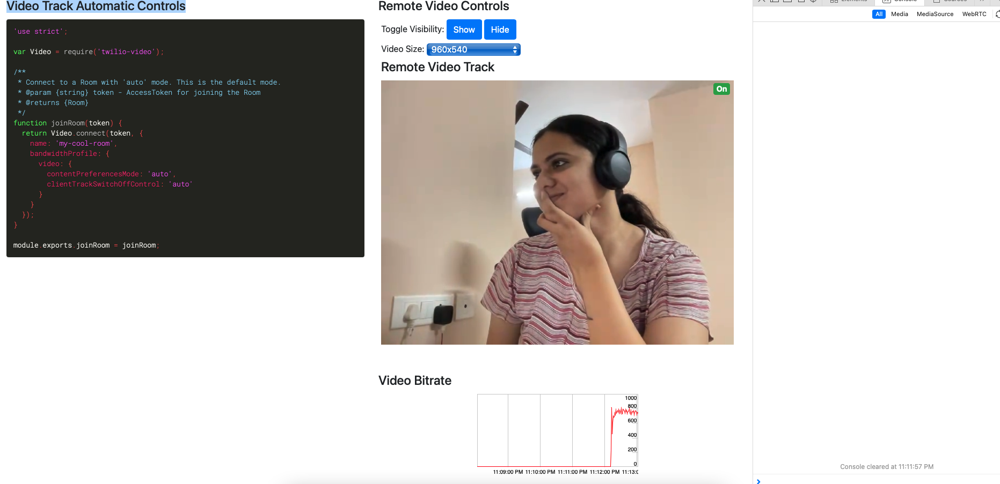 Video Track Automatic Controls
'use strict';
var Video = require('twilio-video');
/**
* Connect to a Room with 'auto' mode. This is the default mode.
* @param {string} token - AccessToken for joining the Room
* @returns {Room}
*/
function joinRoom(token) {
return Video.connect(token, {
name: 'my-cool-room',
bandwidthProfile: {
video: {
contentPreferencesMode: 'auto',
clientTrackSwitchOffControl: 'auto'
}
}
});
}
module.exports.joinRoom = joinRoom;
Remote Video Controls
Toggle Visibility: Show Hide
Video Size: 960x540
Remote Video Track
On
Video Bitrate
1000
800
600
400
200
0
11:09:00 PM 11:10:00 PM 11:11:00 PM 11:12:00 PM 11:13:0
Elements Console Sources
All Media MediaSource WebRTC
Console cleared at 11:11:57 PM